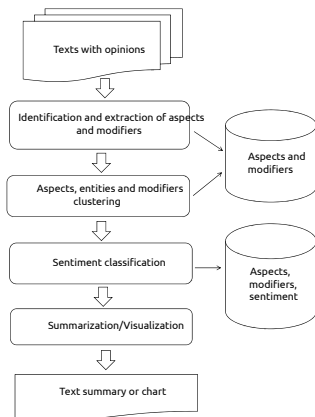 Texts with opinions
Identification and extraction of aspects
and modifiers
Aspects and
modifiers
Aspects, entities and modifiers
clustering
Sentiment classification
Aspects,
modifiers,
sentiment
Summarization/Visualization
Text summary or chart